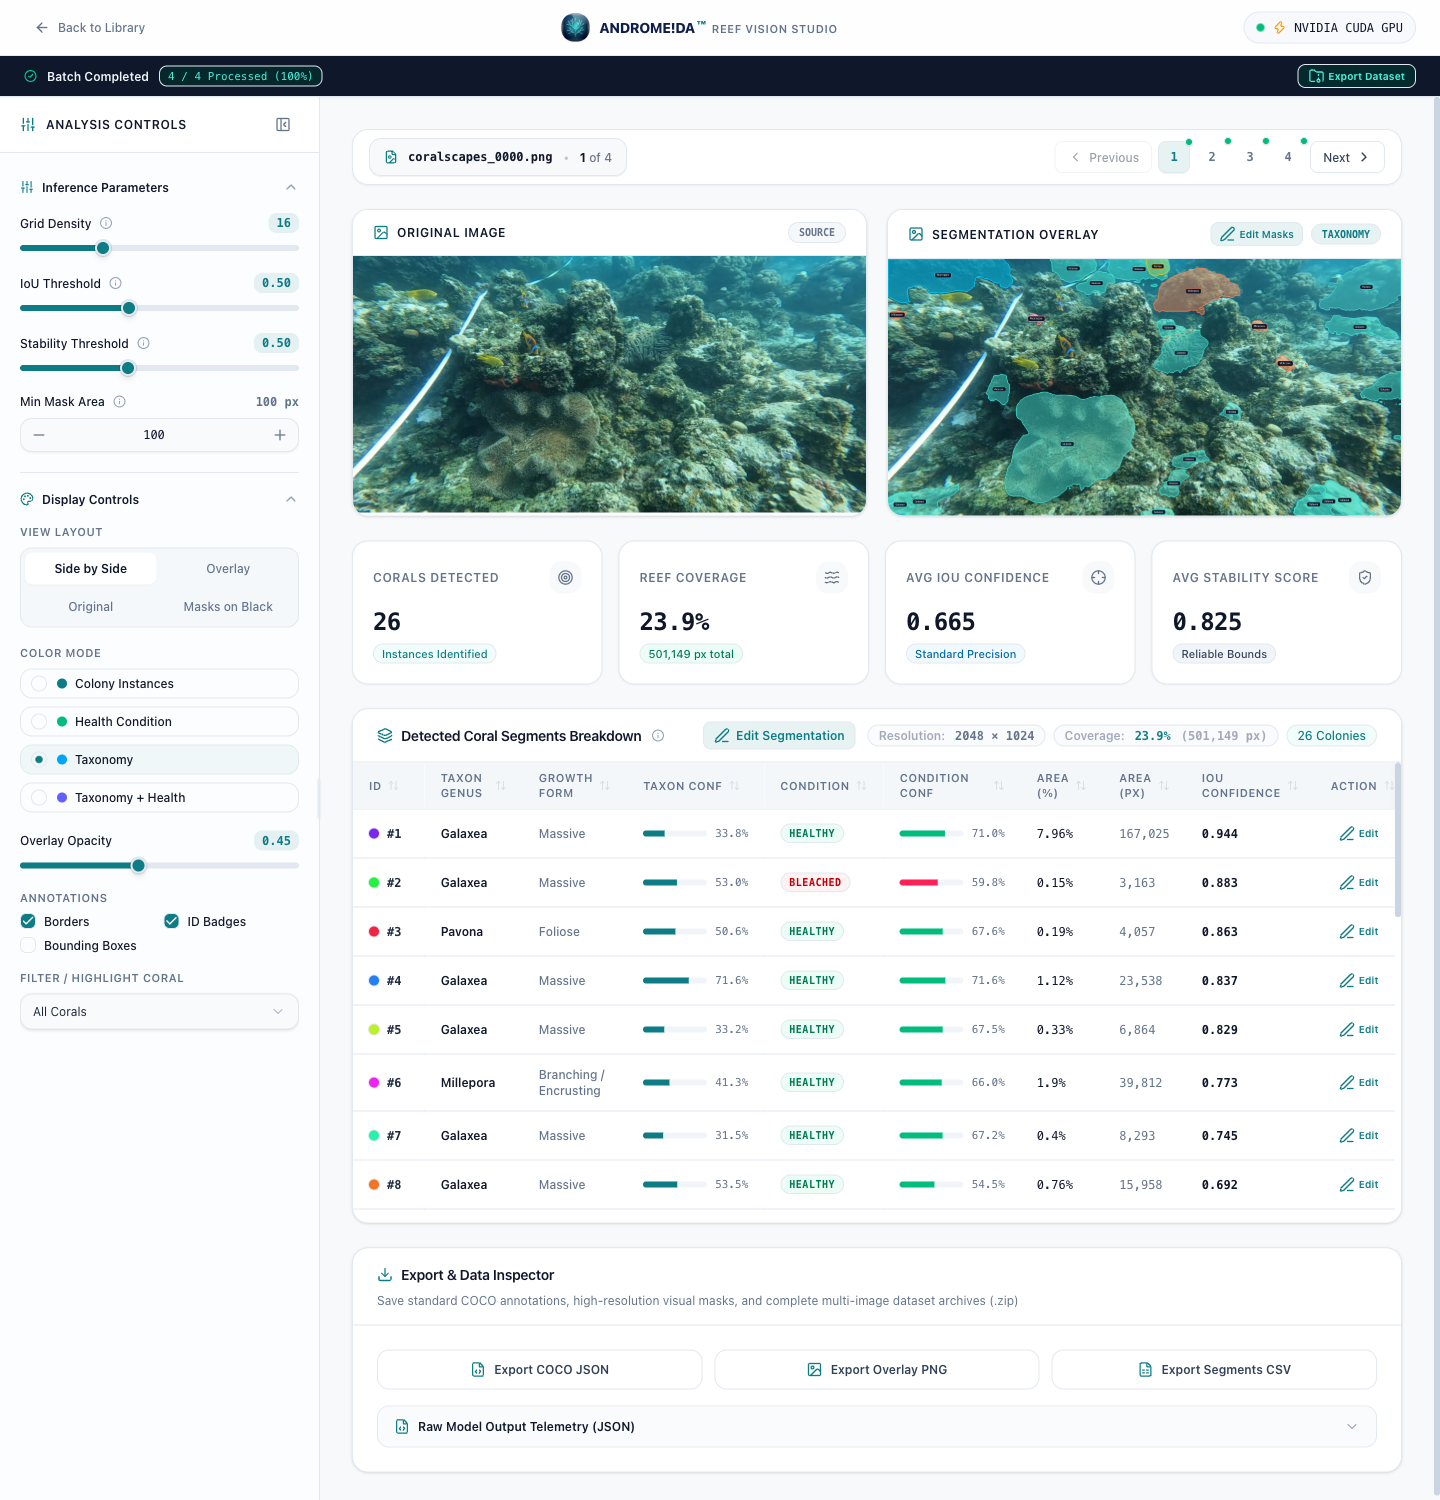 Back to Library
ANDROME!DA™ REEF VISION STUDIO
NVIDIA CUDA GPU
Batch Completed
4 / 4 Processed (100%)
Export Dataset
ANALYSIS CONTROLS
Inference Parameters
Grid Density
16
IoU Threshold
0.50
Stability Threshold
0.50
Min Mask Area
100 px
100
Display Controls
VIEW LAYOUT
Side by Side
Overlay
Original
Masks on Black
COLOR MODE
Colony Instances
Health Condition
Taxonomy
Taxonomy + Health
Overlay Opacity
0.45
ANNOTATIONS
Borders
ID Badges
Bounding Boxes
FILTER / HIGHLIGHT CORAL
All Corals
coralscapes_0000.png • 1 of 4
Previous
1
2
3
4
Next
ORIGINAL IMAGE
SOURCE
SEGMENTATION OVERLAY
Edit Masks
TAXONOMY
CORALS DETECTED
26
Instances Identified
REEF COVERAGE
23.9%
501,149 px total
AVG IOU CONFIDENCE
0.665
Standard Precision
AVG STABILITY SCORE
0.825
Reliable Bounds
Detected Coral Segments Breakdown
Edit Segmentation
Resolution: 2048 × 1024
Coverage: 23.9% (501,149 px)
26 Colonies
ID
TAXON GENUS
GROWTH FORM
TAXON CONF
CONDITION
CONDITION CONF
AREA (%)
AREA (PX)
IOU CONFIDENCE
ACTION
#1 Galaxea Massive 33.8% HEALTHY 71.0% 7.96% 167,025 0.944 Edit
#2 Galaxea Massive 53.0% BLEACHED 59.8% 0.15% 3,163 0.883 Edit
#3 Pavona Foliose 50.6% HEALTHY 67.6% 0.19% 4,057 0.863 Edit
#4 Galaxea Massive 71.6% HEALTHY 71.6% 1.12% 23,538 0.837 Edit
#5 Galaxea Massive 33.2% HEALTHY 67.5% 0.33% 6,864 0.829 Edit
#6 Millepora Branching / Encrusting 41.3% HEALTHY 66.0% 1.9% 39,812 0.773 Edit
#7 Galaxea Massive 31.5% HEALTHY 67.2% 0.4% 8,293 0.745 Edit
#8 Galaxea Massive 53.5% HEALTHY 54.5% 0.76% 15,958 0.692 Edit
Export & Data Inspector
Save standard COCO annotations, high-resolution visual masks, and complete multi-image dataset archives (.zip)
Export COCO JSON
Export Overlay PNG
Export Segments CSV
Raw Model Output Telemetry (JSON)